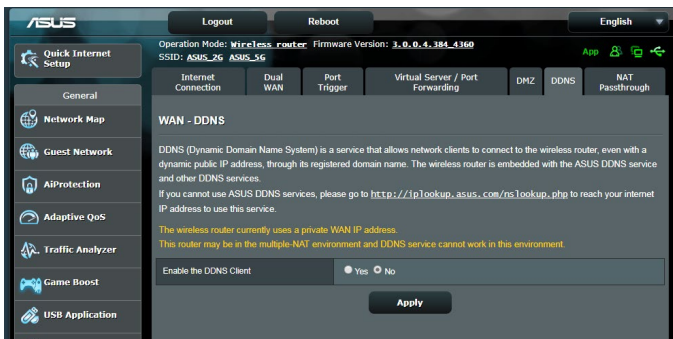 ASUS
Logout
Reboot
English
Quick Internet
Setup
Operation Mode: Wireless router Firmware Version: 3.0.0.4.384_4360
SSID: ASUS_2G ASUS_5G
App
Internet
Connection
Dual
WAN
Port
Trigger
Virtual Server / Port
Forwarding
DMZ
DDNS
NAT
Passthrough
General
Network Map
Guest Network
AiProtection
Adaptive QoS
Traffic Analyzer
Game Boost
USB Application
WAN - DDNS
DDNS (Dynamic Domain Name System) is a service that allows network clients to connect to the wireless router, even with a
dynamic public IP address, through its registered domain name. The wireless router is embedded with the ASUS DDNS service
and other DDNS services.
If you cannot use ASUS DDNS services, please go to http://iplookup.asus.com/nslookup.php to reach your internet
IP address to use this service.
The wireless router currently uses a private WAN IP address.
This router may be in the multiple-NAT environment and DDNS service cannot work in this environment.
Enable the DDNS Client
Yes No
Apply